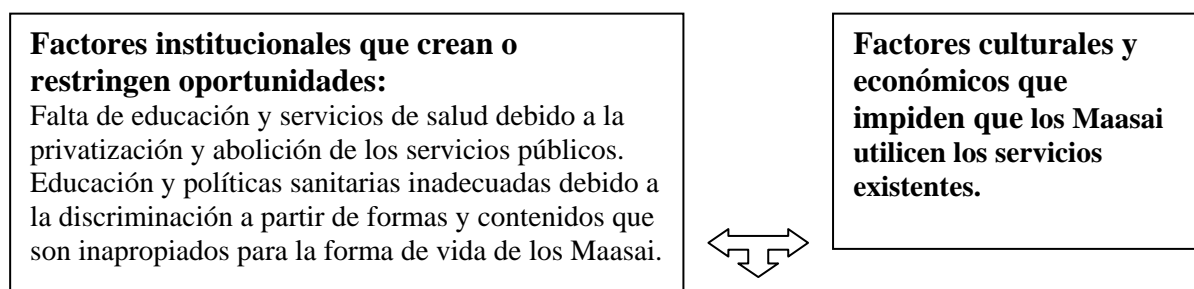 Factores institucionales que crean o
restringen oportunidades:
Falta de educación y servicios de salud debido a la
privatización y abolición de los servicios públicos.
Educación y políticas sanitarias inadecuadas debido a
la discriminación a partir de formas y contenidos que
son inapropiados para la forma de vida de los Maasai.
Factores culturales y
económicos que
impiden que los Maasai
utilicen los servicios
existentes.